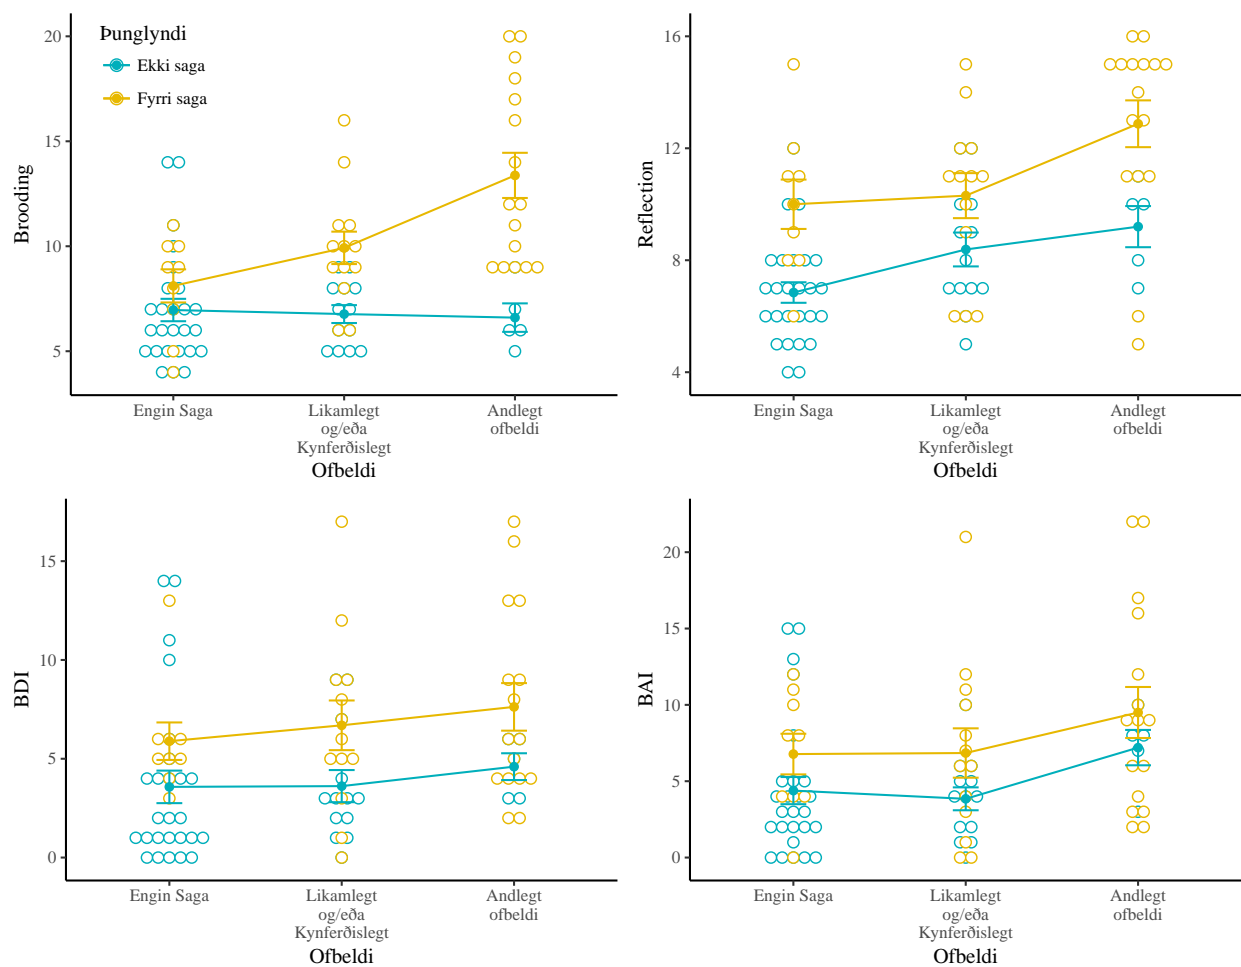 Þunglyndi
Ekki saga
Fyrri saga
Brooding
20
15
10
5
Engin Saga
Likamlegt
og/eða
Kynferðislegt
Andlegt
ofbeldi
Ofbeldi
Reflection
16
12
8
4
Engin Saga
Likamlegt
og/eða
Kynferðislegt
Andlegt
ofbeldi
Ofbeldi
BDI
15
10
5
0
Engin Saga
Likamlegt
og/eða
Kynferðislegt
Andlegt
ofbeldi
Ofbeldi
BAI
20
15
10
5
0
Engin Saga
Likamlegt
og/eða
Kynferðislegt
Andlegt
ofbeldi
Ofbeldi